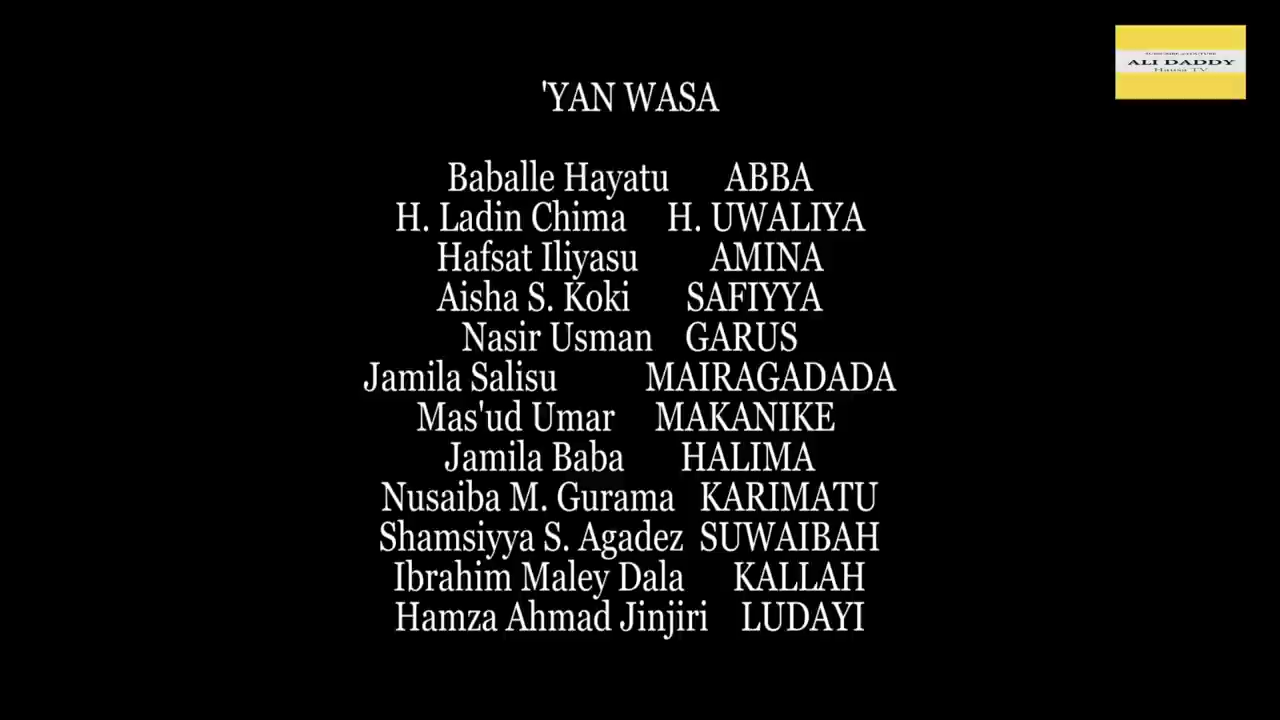 ALI DADDY
Hausa TV
'YAN WASA
Baballe Hayatu ABBA
H. Ladin Chima H. UWALIYA
Hafsat Iliyasu AMINA
Aisha S. Koki SAFIYYA
Nasir Usman GARUS
Jamila Salisu MAIRAGADADA
Mas'ud Umar MAKANIKE
Jamila Baba HALIMA
Nusaiba M. Gurama KARIMATU
Shamsiyya S. Agadez SUWAIBAH
Ibrahim Maley Dala KALLAH
Hamza Ahmad Jinjiri LUDAYI